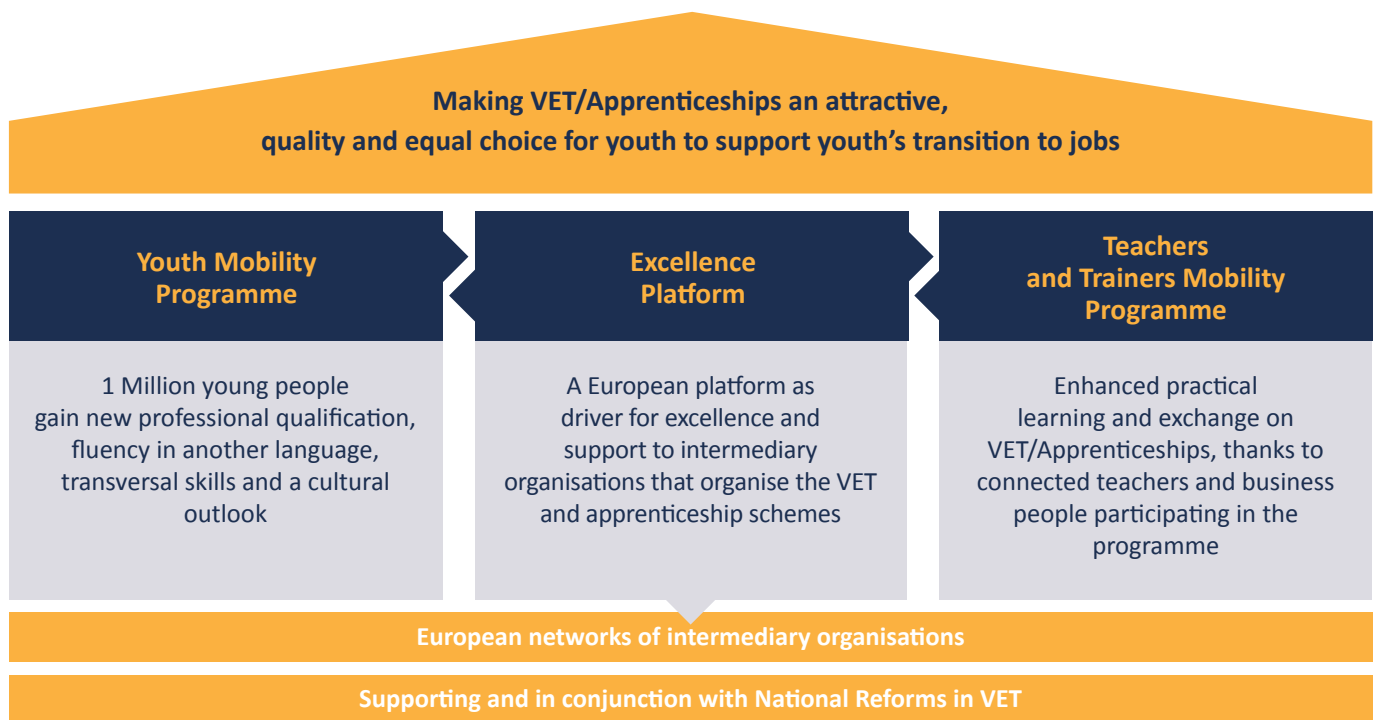 Making VET/Apprenticeships an attractive,
quality and equal choice for youth to support youth’s transition to jobs
Youth Mobility
Programme
1 Million young people
gain new professional qualification,
fluency in another language,
transversal skills and a cultural
outlook
Excellence
Platform
A European platform as
driver for excellence and
support to intermediary
organisations that organise the VET
and apprenticeship schemes
Teachers
and Trainers Mobility
Programme
Enhanced practical
learning and exchange on
VET/Apprenticeships, thanks to
connected teachers and business
people participating in the
programme
European networks of intermediary organisations
Supporting and in conjunction with National Reforms in VET